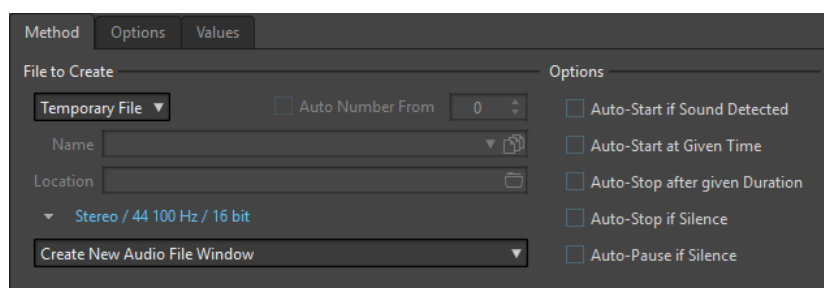 Method Options Values
File to Create
Temporary File Auto Number From 0
Name
Location
Stereo / 44 100 Hz / 16 bit
Create New Audio File Window
Options
Auto-Start if Sound Detected
Auto-Start at Given Time
Auto-Stop after given Duration
Auto-Stop if Silence
Auto-Pause if Silence